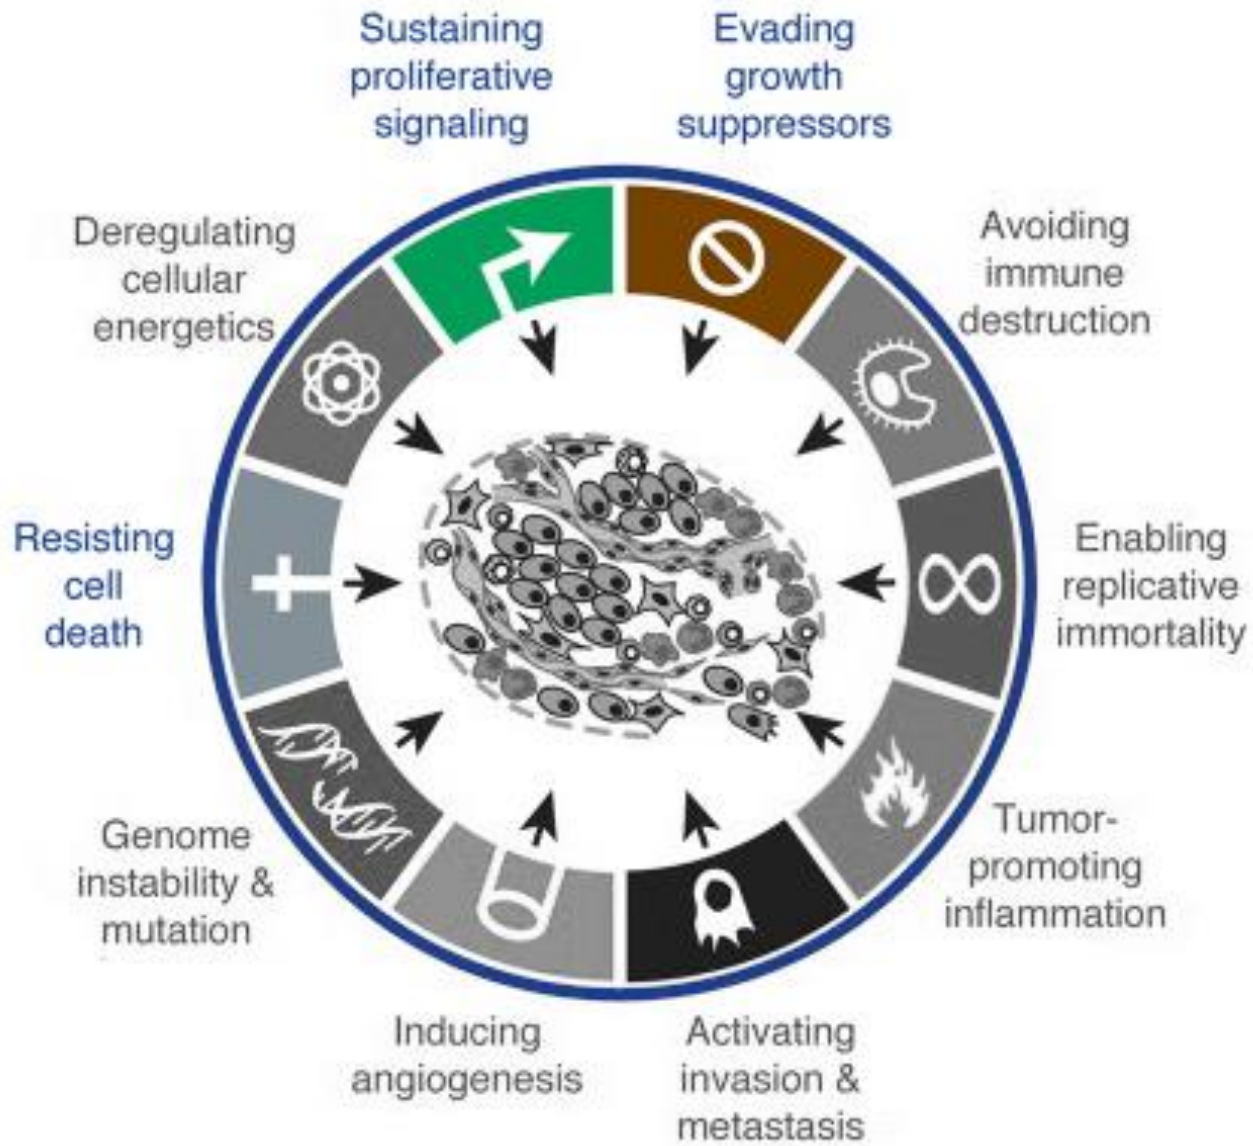 Sustaining
proliferative
signaling
Evading
growth
suppressors
Avoiding
immune
destruction
Enabling
replicative
immortality
Tumor-
promoting
inflammation
Activating
invasion &
metastasis
Inducing
angiogenesis
Genome
instability &
mutation
Resisting
cell
death
Deregulating
cellular
energetics